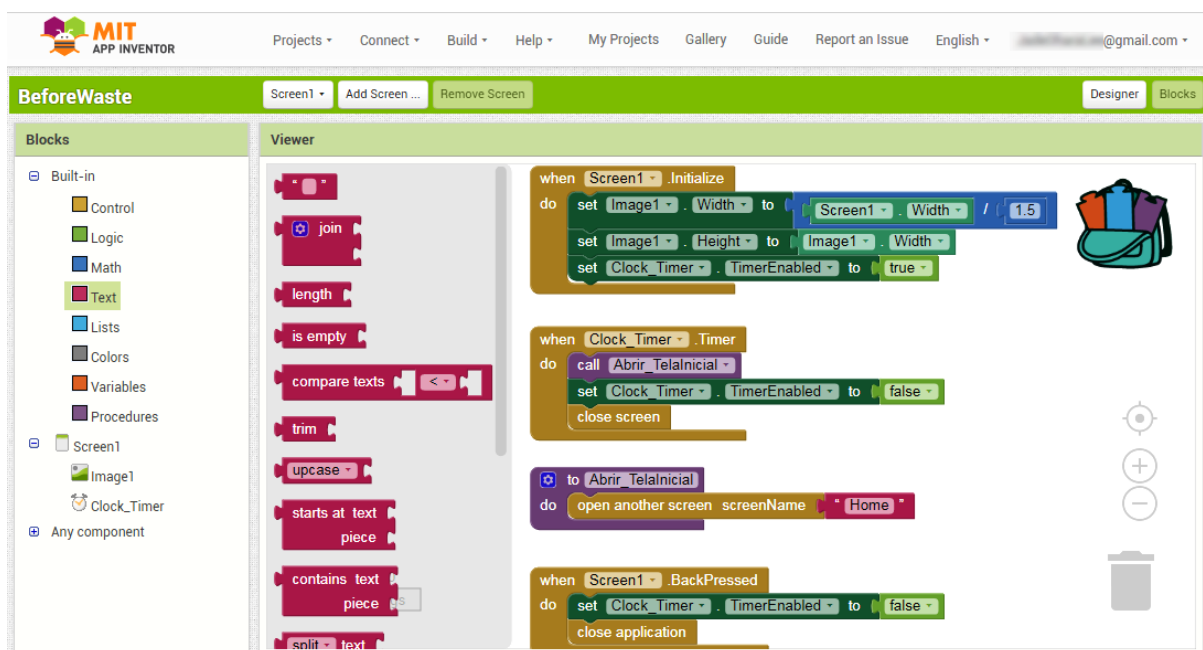 MIT
APP INVENTOR
Projects Connect Build Help My Projects Gallery Guide Report an Issue English @gmail.com
BeforeWaste Screen1 Add Screen ... Remove Screen Designer Blocks
Blocks Viewer
Built-in
Control
Logic
Math
Text
Lists
Colors
Variables
Procedures
Screen1
Image1
Clock_Timer
Any component
" "
join
length
is empty
compare texts <
trim
upcase
starts at text
piece
contains text
piece
split text
when Screen1 .Initialize
do set Image1 . Width to Screen1 . Width / 1.5
set Image1 . Height to Image1 . Width
set Clock_Timer . TimerEnabled to true
when Clock_Timer .Timer
do call Abrir_TelaInicial
set Clock_Timer . TimerEnabled to false
close screen
to Abrir_TelaInicial
do open another screen screenName " Home "
when Screen1 .BackPressed
do set Clock_Timer . TimerEnabled to false
close application